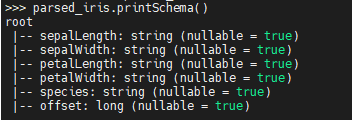 >>> parsed_iris.printSchema()
root
 |-- sepalLength: string (nullable = true)
 |-- sepalWidth: string (nullable = true)
 |-- petalLength: string (nullable = true)
 |-- petalWidth: string (nullable = true)
 |-- species: string (nullable = true)
 |-- offset: long (nullable = true)